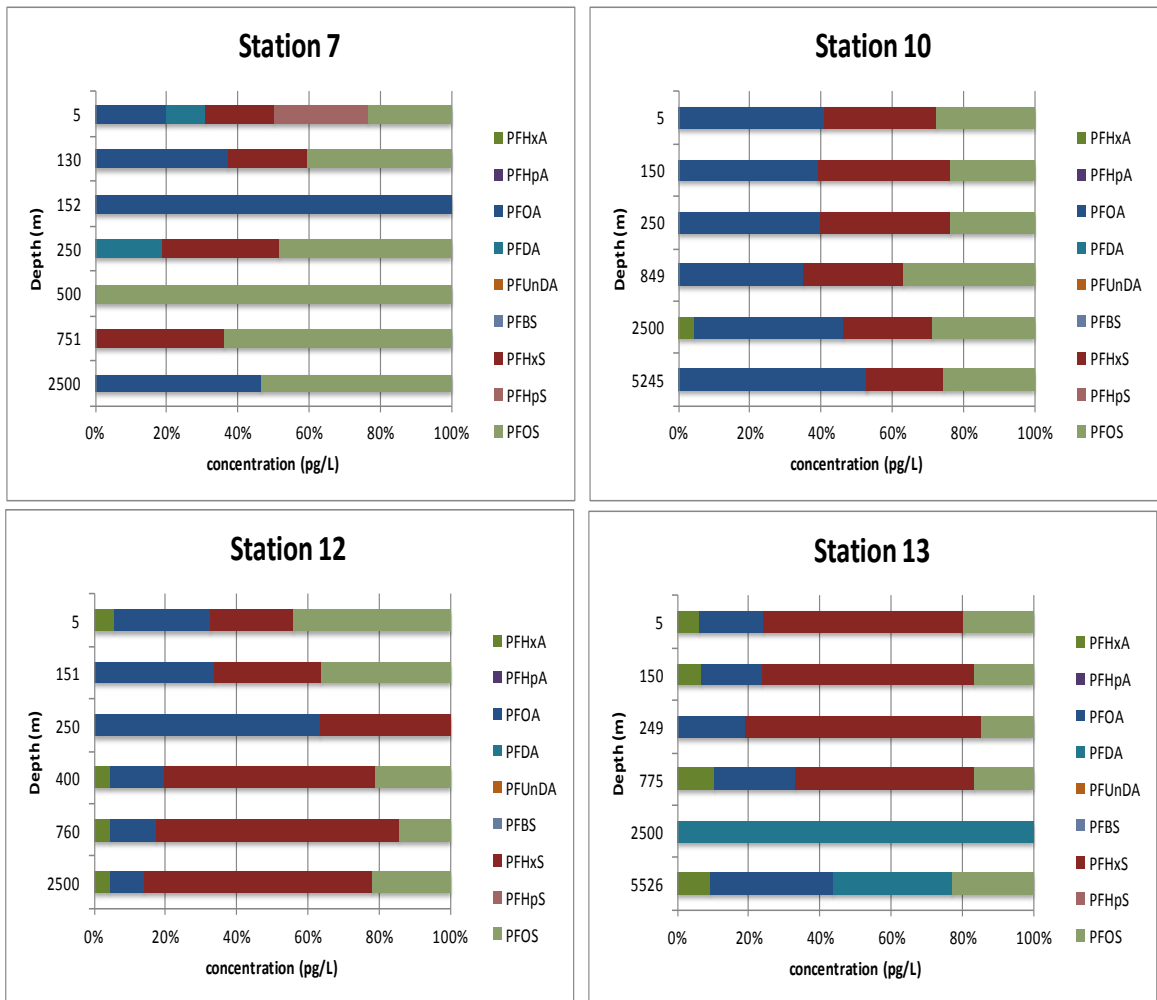 Station 7
Depth (m)
5
130
152
250
500
751
2500
0% 20% 40% 60% 80% 100%
concentration (pg/L)
PFHxA
PFHpA
PFOA
PFDA
PFUnDA
PFBS
PFHxS
PFHpS
PFOS
Station 10
Depth (m)
5
150
250
849
2500
5245
0% 20% 40% 60% 80% 100%
concentration (pg/L)
PFHxA
PFHpA
PFOA
PFDA
PFUnDA
PFBS
PFHxS
PFHpS
PFOS
Station 12
Depth (m)
5
151
250
400
760
2500
0% 20% 40% 60% 80% 100%
concentration (pg/L)
PFHxA
PFHpA
PFOA
PFDA
PFUnDA
PFBS
PFHxS
PFHpS
PFOS
Station 13
Depth (m)
5
150
249
775
2500
5526
0% 20% 40% 60% 80% 100%
concentration (pg/L)
PFHxA
PFHpA
PFOA
PFDA
PFUnDA
PFBS
PFHxS
PFHpS
PFOS